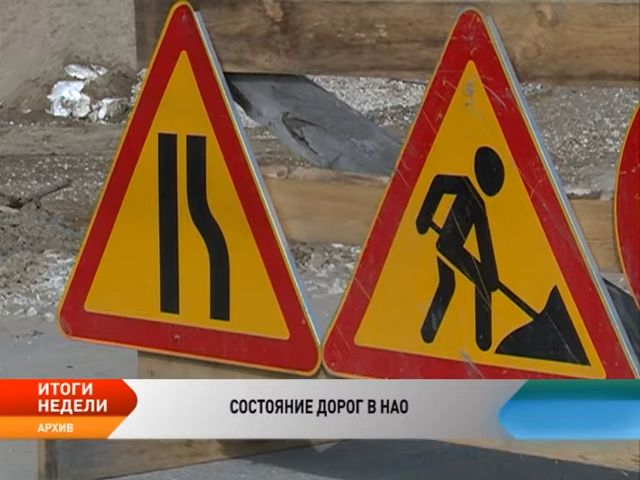 ИТОГИ
НЕДЕЛИ
АРХИВ
СОСТОЯНИЕ ДОРОГ В НАО